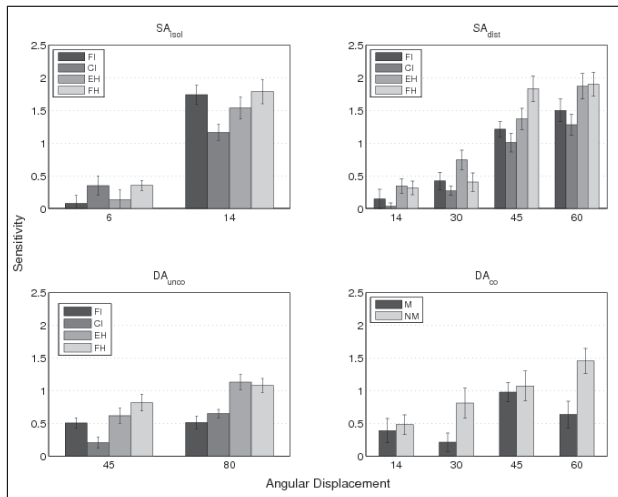 SA_isol
2.5
2
1.5
1
0.5
0
FI
CI
EH
FH
6 14
SA_dist
2.5
2
1.5
1
0.5
0
FI
CI
EH
FH
14 30 45 60
Sensitivity
DA_unco
2.5
2
1.5
1
0.5
0
FI
CI
EH
FH
45 80
DA_co
2.5
2
1.5
1
0.5
0
M
NM
14 30 45 60
Angular Displacement